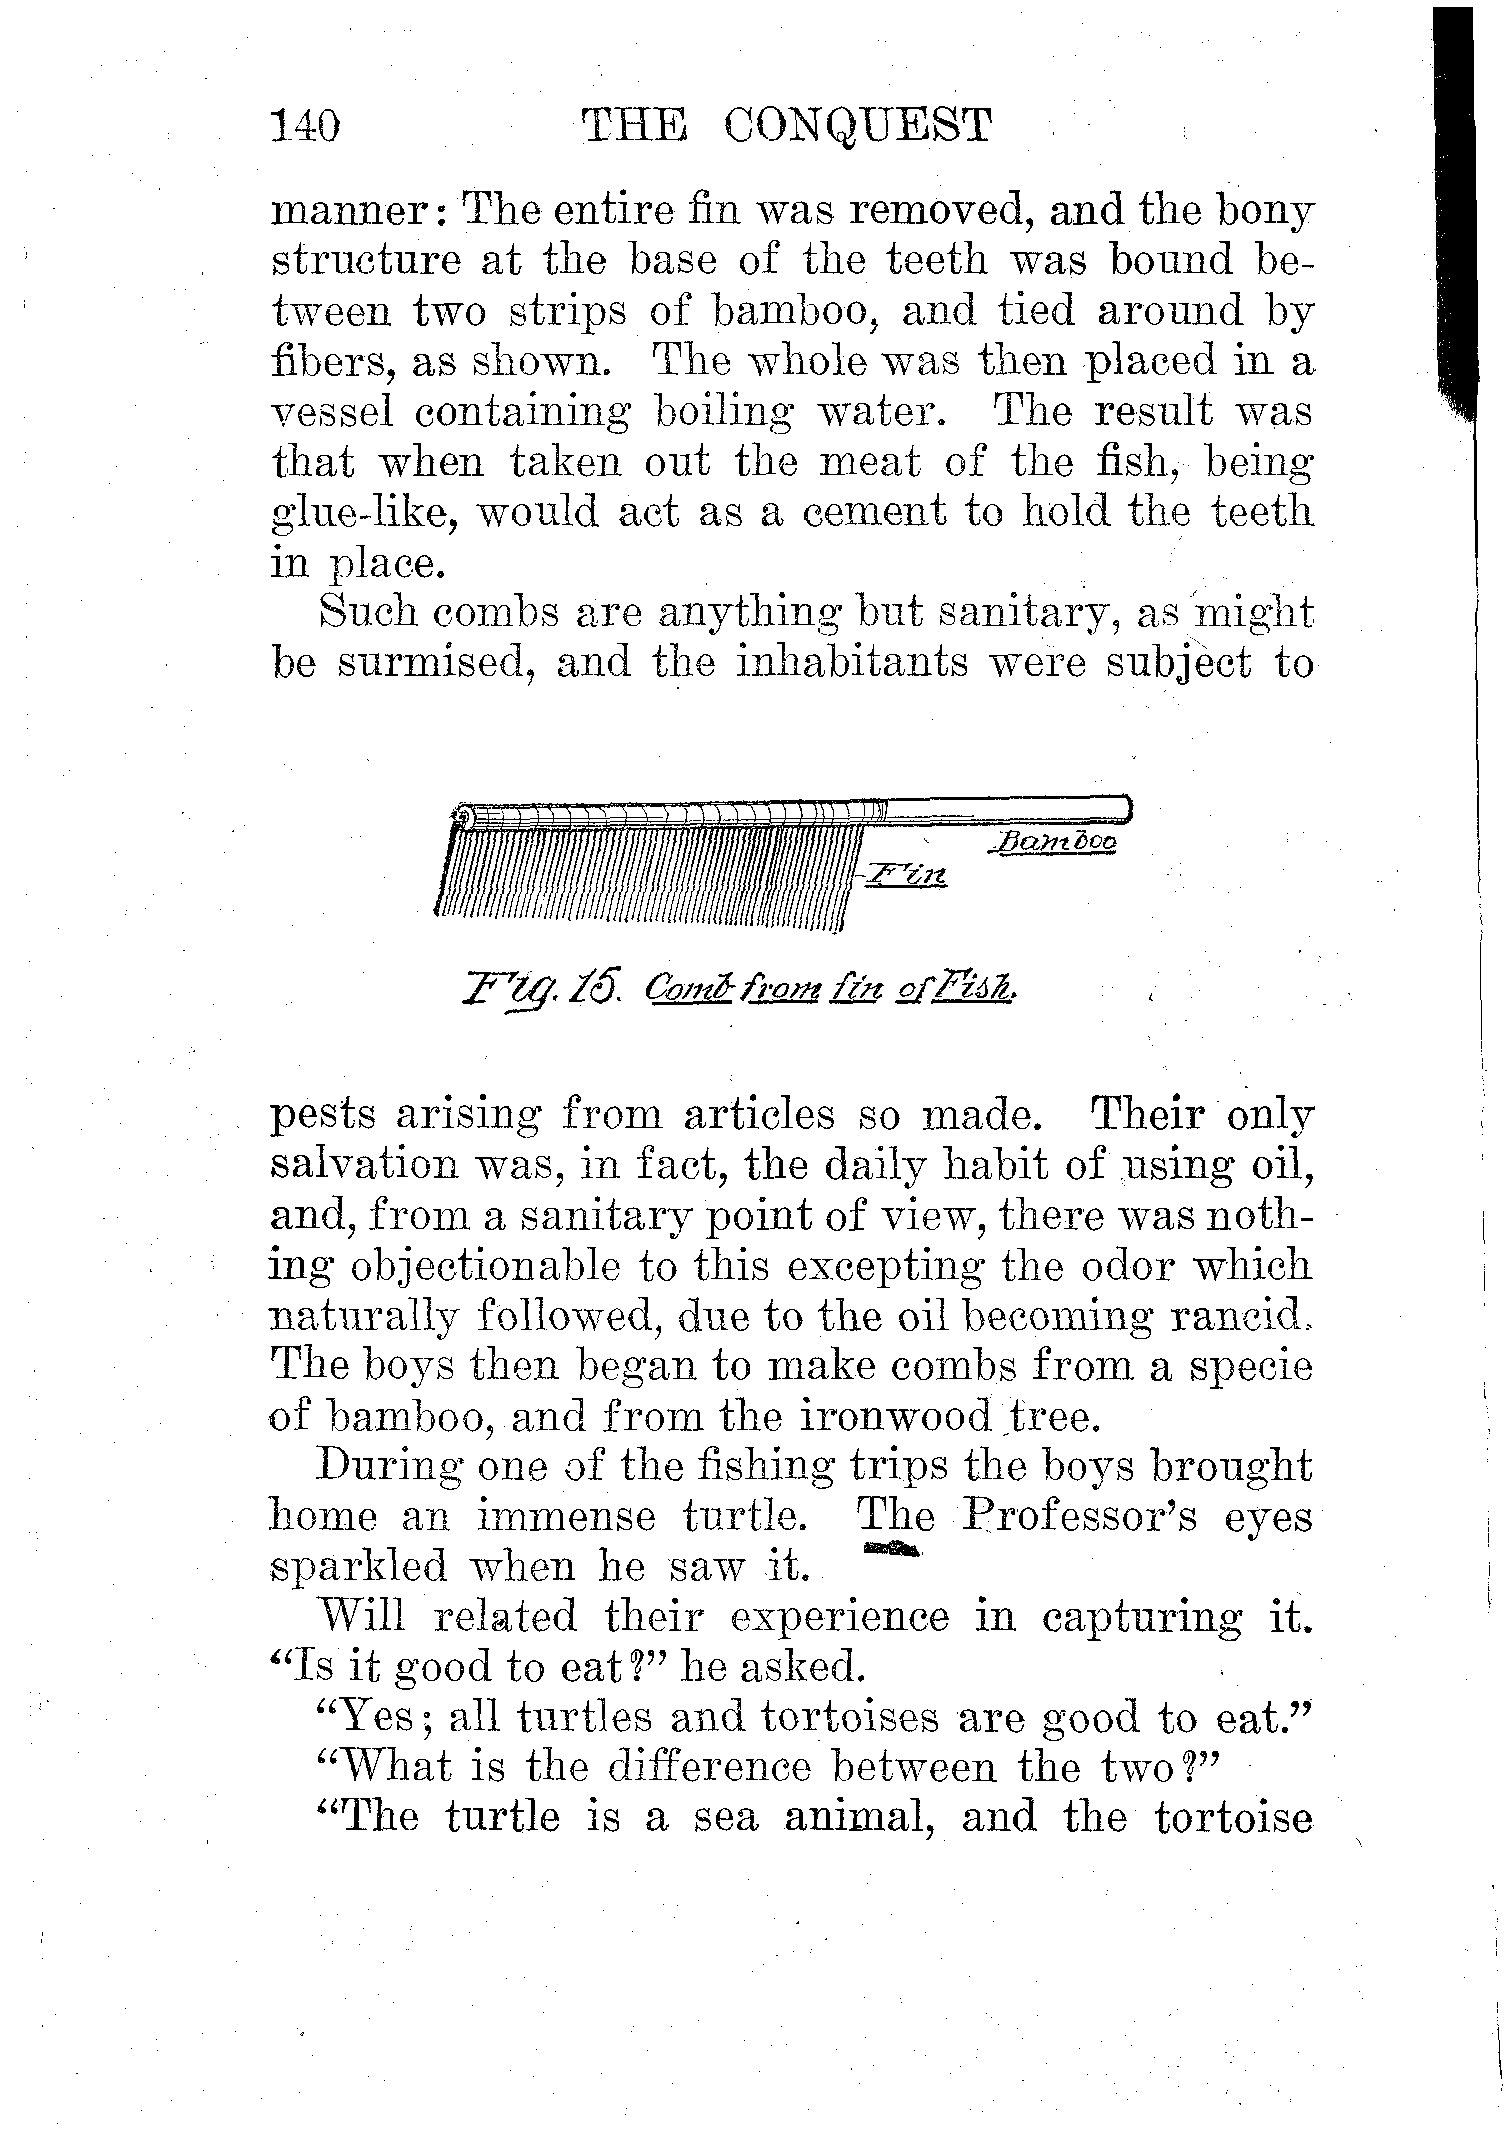 140 THE CONQUEST
manner: The entire fin was removed, and the bony
structure at the base of the teeth was bound be-
tween two strips of bamboo, and tied around by
fibers, as shown. The whole was then placed in a
vessel containing boiling water. The result was
that when taken out the meat of the fish, being
glue-like, would act as a cement to hold the teeth
in place.
Such combs are anything but sanitary, as might
be surmised, and the inhabitants were subject to
Bamboo
Fin
Fig. 15. Comb from fin of Fish.
pests arising from articles so made. Their only
salvation was, in fact, the daily habit of using oil,
and, from a sanitary point of view, there was noth-
ing objectionable to this excepting the odor which
naturally followed, due to the oil becoming rancid.
The boys then began to make combs from a specie
of bamboo, and from the ironwood tree.
During one of the fishing trips the boys brought
home an immense turtle. The Professor's eyes
sparkled when he saw it.
Will related their experience in capturing it.
“Is it good to eat?” he asked.
“Yes; all turtles and tortoises are good to eat.”
“What is the difference between the two?”
“The turtle is a sea animal, and the tortoise